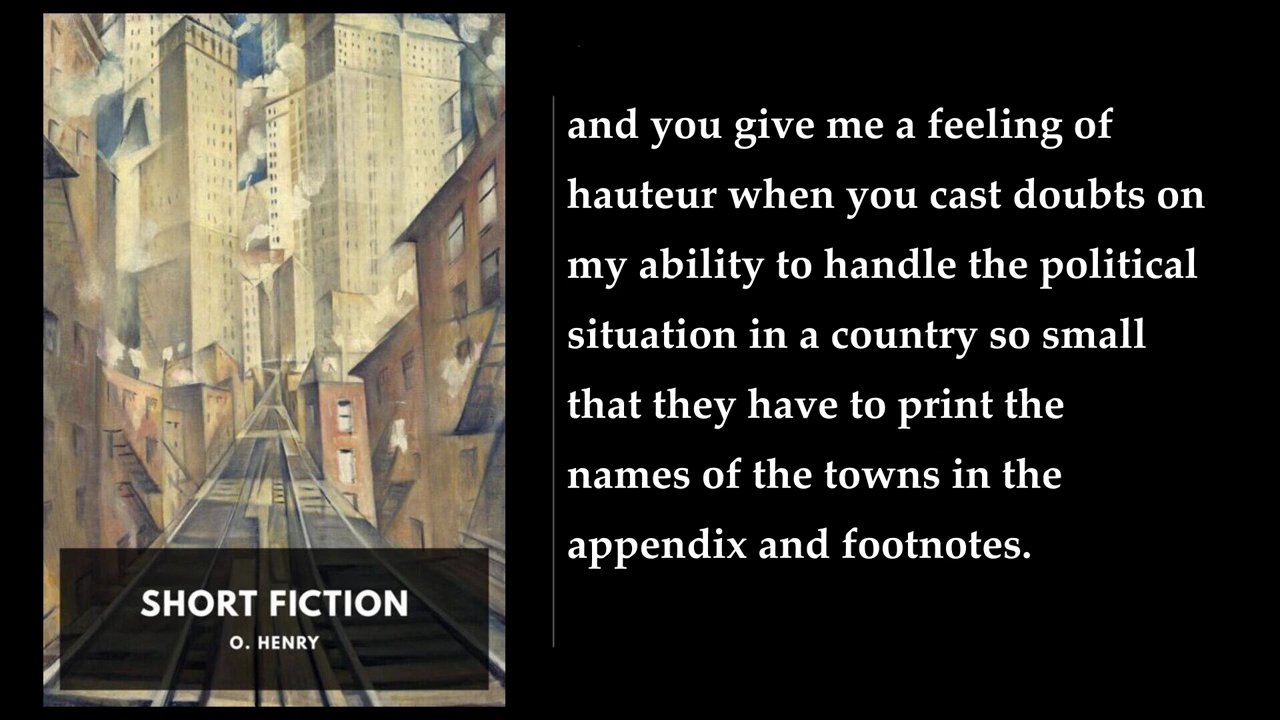 and you give me a feeling of
hauteur when you cast doubts on
my ability to handle the political
situation in a country so small
that they have to print the
names of the towns in the
appendix and footnotes.
SHORT FICTION
O. HENRY